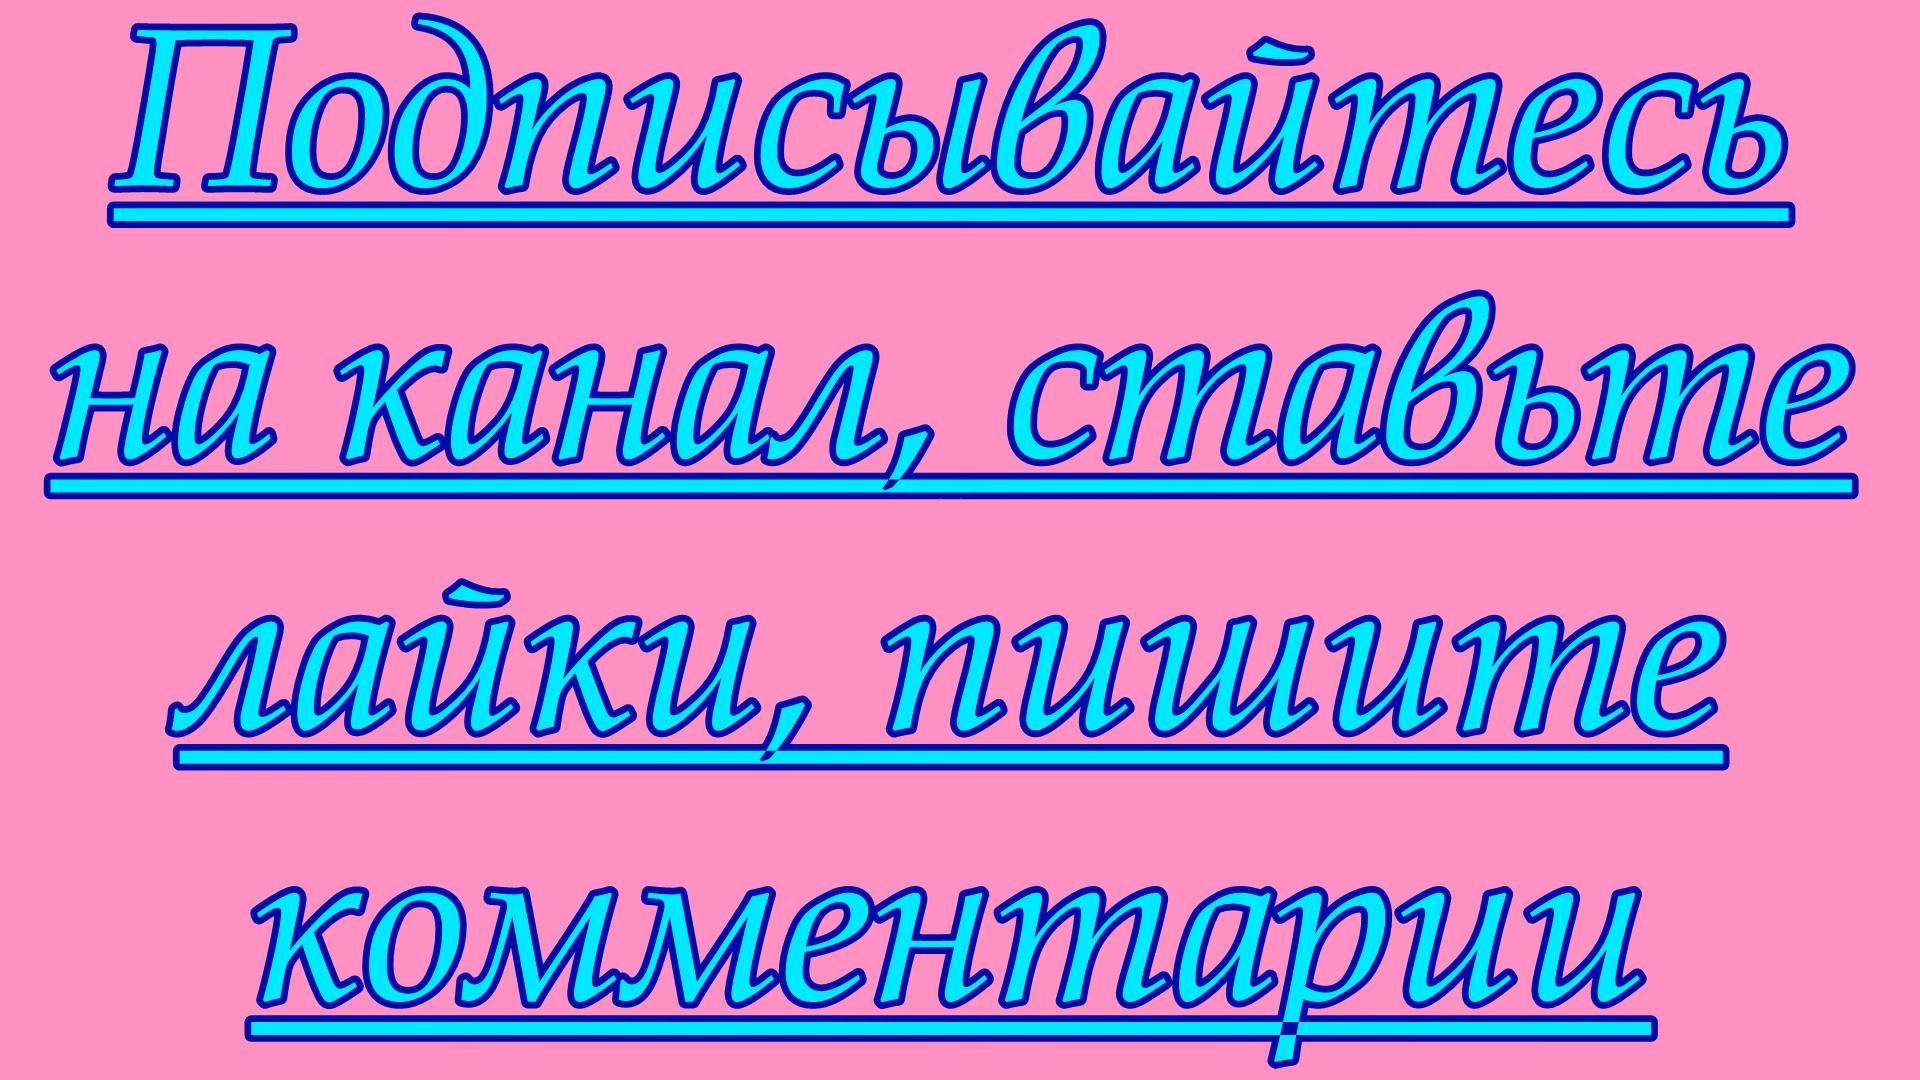 Подписывайтесь
на канал, ставьте
лайки, пишите
комментарии